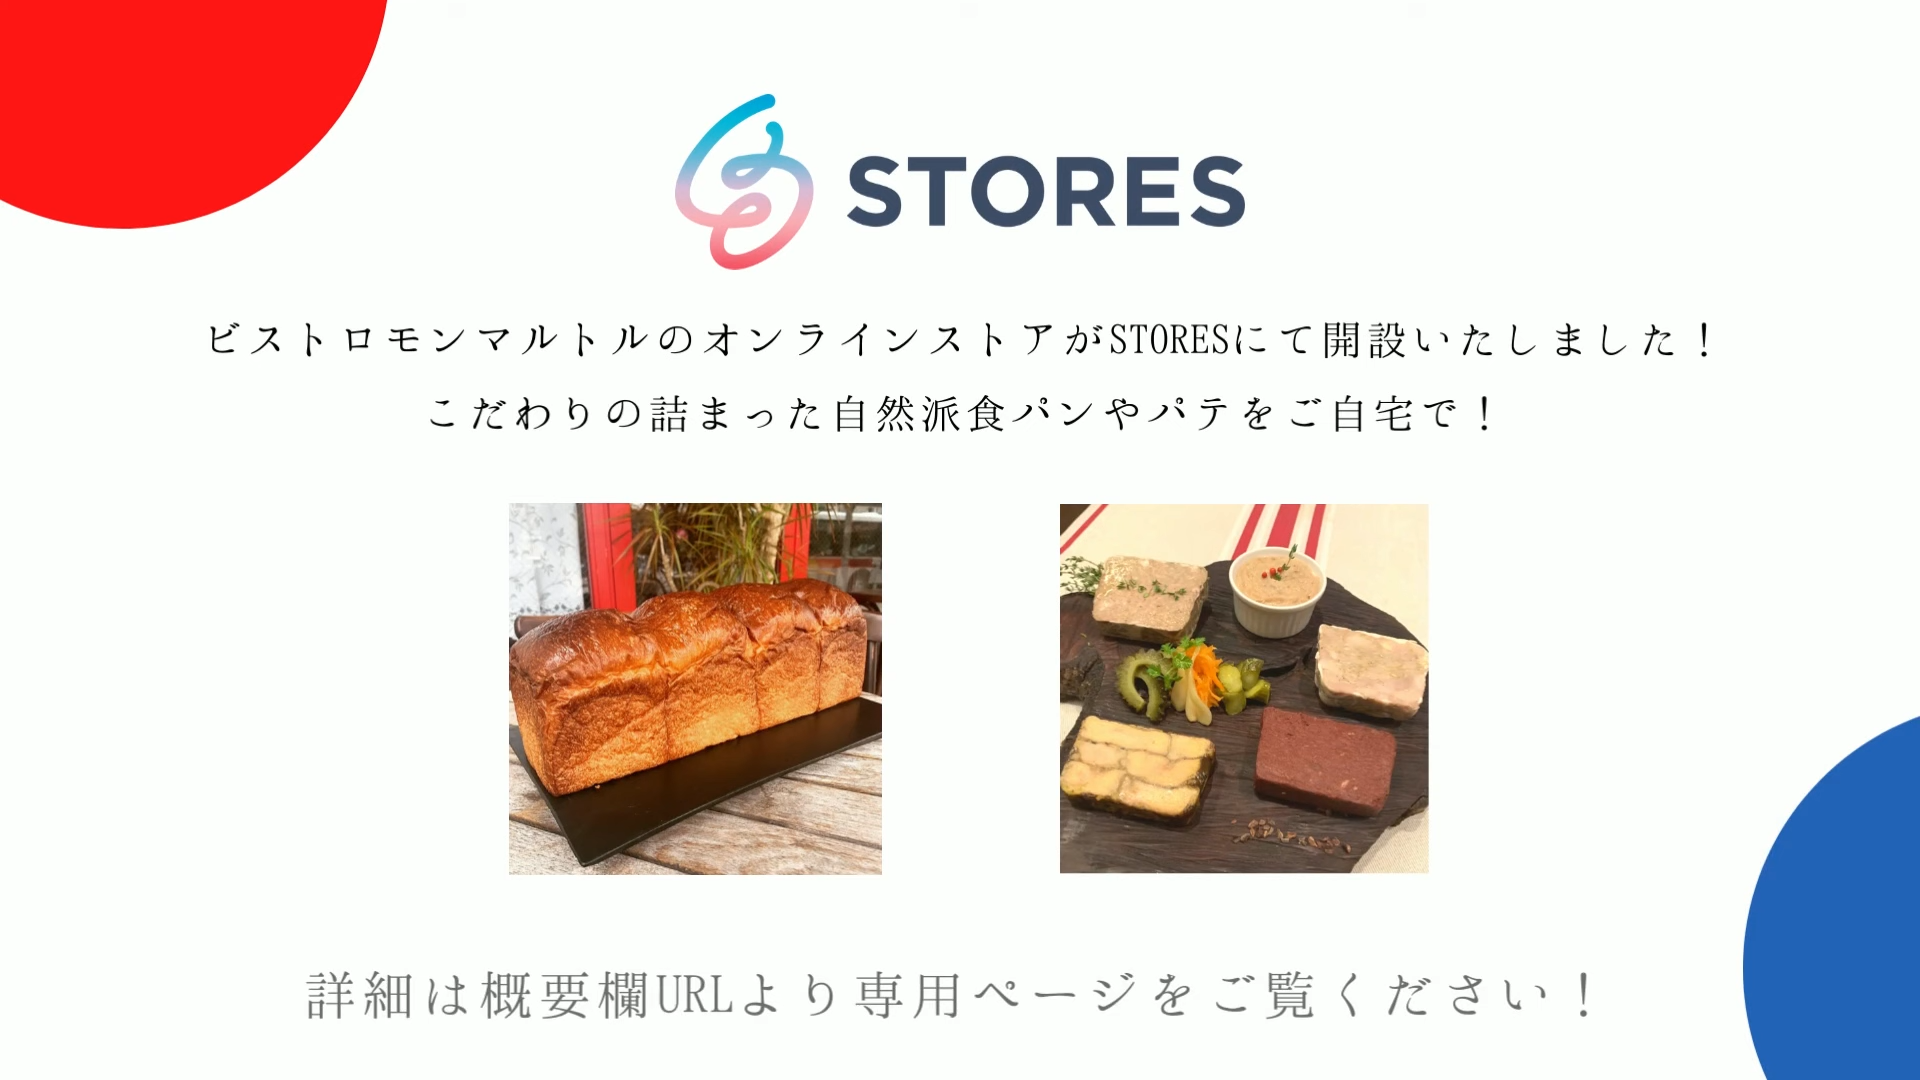 STORES
ビストロモンマルトルのオンラインストアがSTORESにて開設いたしました！
こだわりの詰まった自然派食パンやパテをご自宅で！
詳細は概要欄URLより専用ページをご覧ください！